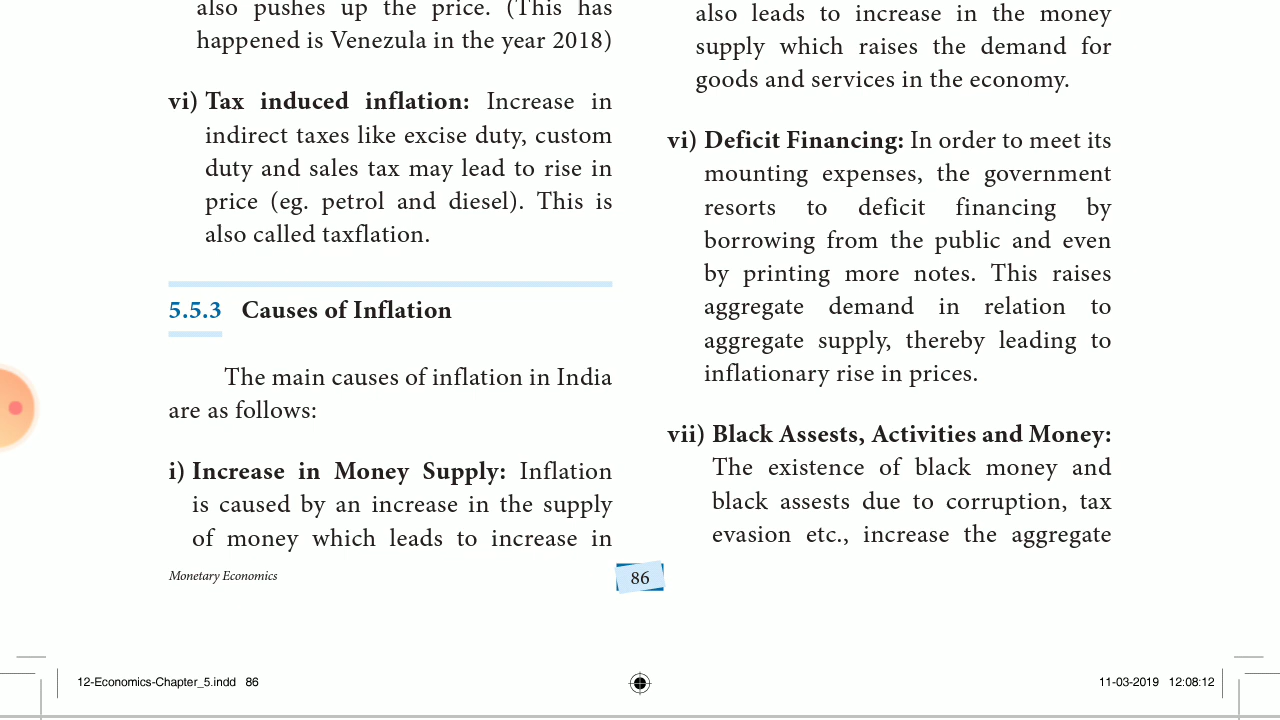 also pushes up the price. (This has
happened is Venezula in the year 2018)
vi) Tax induced inflation: Increase in
indirect taxes like excise duty, custom
duty and sales tax may lead to rise in
price (eg. petrol and diesel). This is
also called taxflation.
5.5.3 Causes of Inflation
The main causes of inflation in India
are as follows:
i) Increase in Money Supply: Inflation
is caused by an increase in the supply
of money which leads to increase in
also leads to increase in the money
supply which raises the demand for
goods and services in the economy.
vi) Deficit Financing: In order to meet its
mounting expenses, the government
resorts to deficit financing by
borrowing from the public and even
by printing more notes. This raises
aggregate demand in relation to
aggregate supply, thereby leading to
inflationary rise in prices.
vii) Black Assests, Activities and Money:
The existence of black money and
black assests due to corruption, tax
evasion etc., increase the aggregate
Monetary Economics
86
12-Economics-Chapter_5.indd 86
11-03-2019 12:08:12